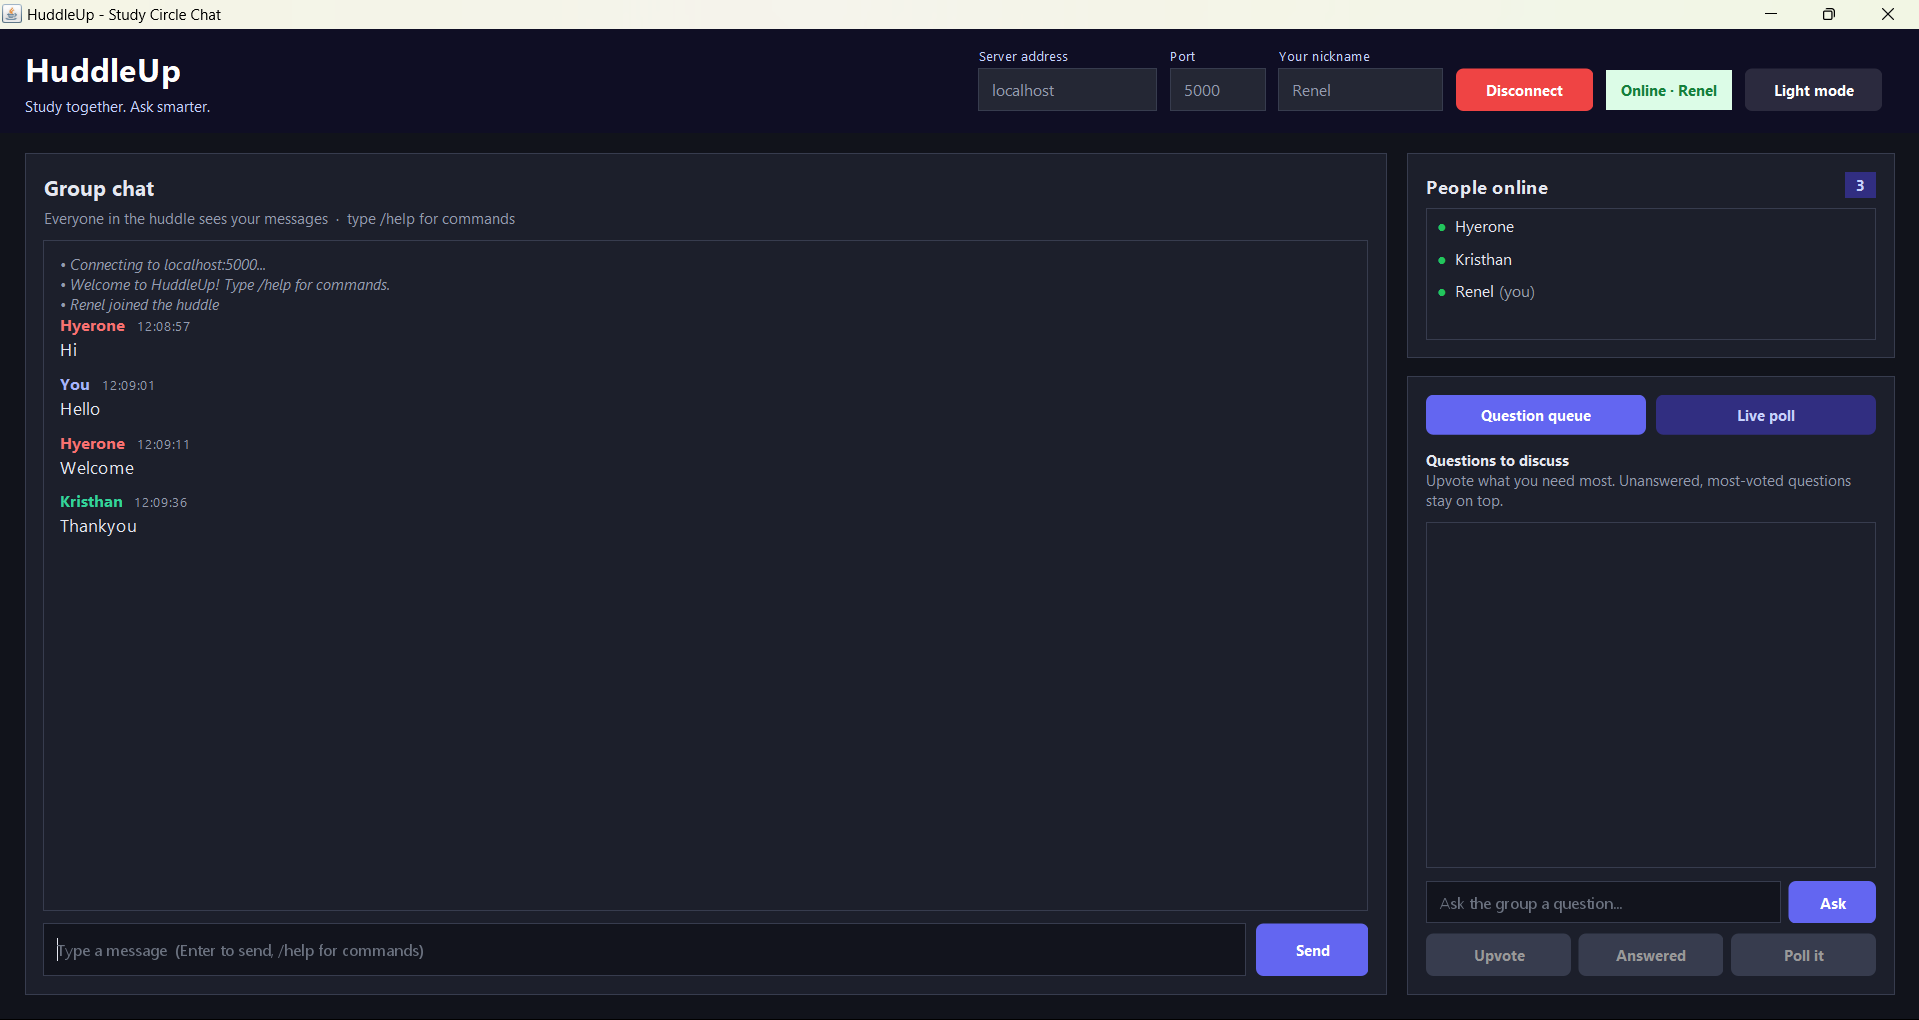 HuddleUp - Study Circle Chat
HuddleUp
Study together. Ask smarter.
Server address
localhost
Port
5000
Your nickname
Renel
Disconnect
Online · Renel
Light mode
Group chat
Everyone in the huddle sees your messages · type /help for commands
• Connecting to localhost:5000...
• Welcome to HuddleUp! Type /help for commands.
• Renel joined the huddle
Hyerone 12:08:57
Hi
You 12:09:01
Hello
Hyerone 12:09:11
Welcome
Kristhan 12:09:36
Thankyou
Type a message (Enter to send, /help for commands)
Send
People online
3
Hyerone
Kristhan
Renel (you)
Question queue
Live poll
Questions to discuss
Upvote what you need most. Unanswered, most-voted questions
stay on top.
Ask the group a question...
Ask
Upvote
Answered
Poll it